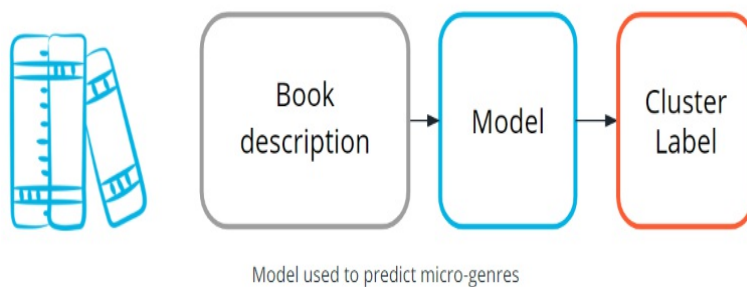 Book
description
Model
Cluster
Label
Model used to predict micro-genres